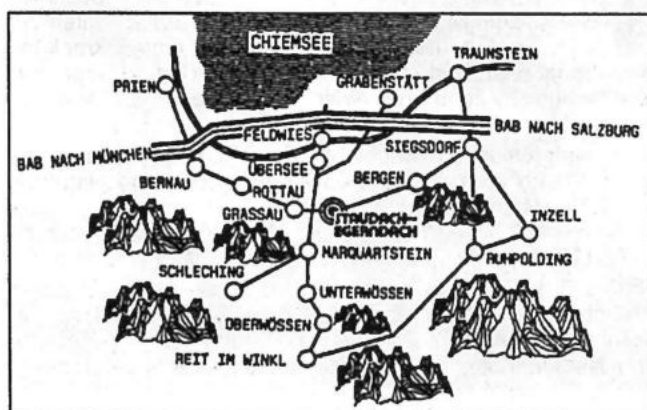 CHIEMSEE
TRAUNSTEIN
PRIEN
GRABENSTÄTT
BAB NACH SALZBURG
FELDWIES
SIEGSDORF
BAB NACH MÜNCHEN
ÜBERSEE
BERGEN
BERNAU
ROTTAU
GRASSAU
STAUDACH-
EGERNDACH
INZELL
MARQUARTSTEIN
RUHPOLDING
SCHLECHING
UNTERWÖSSEN
OBERWÖSSEN
REIT IM WINKL